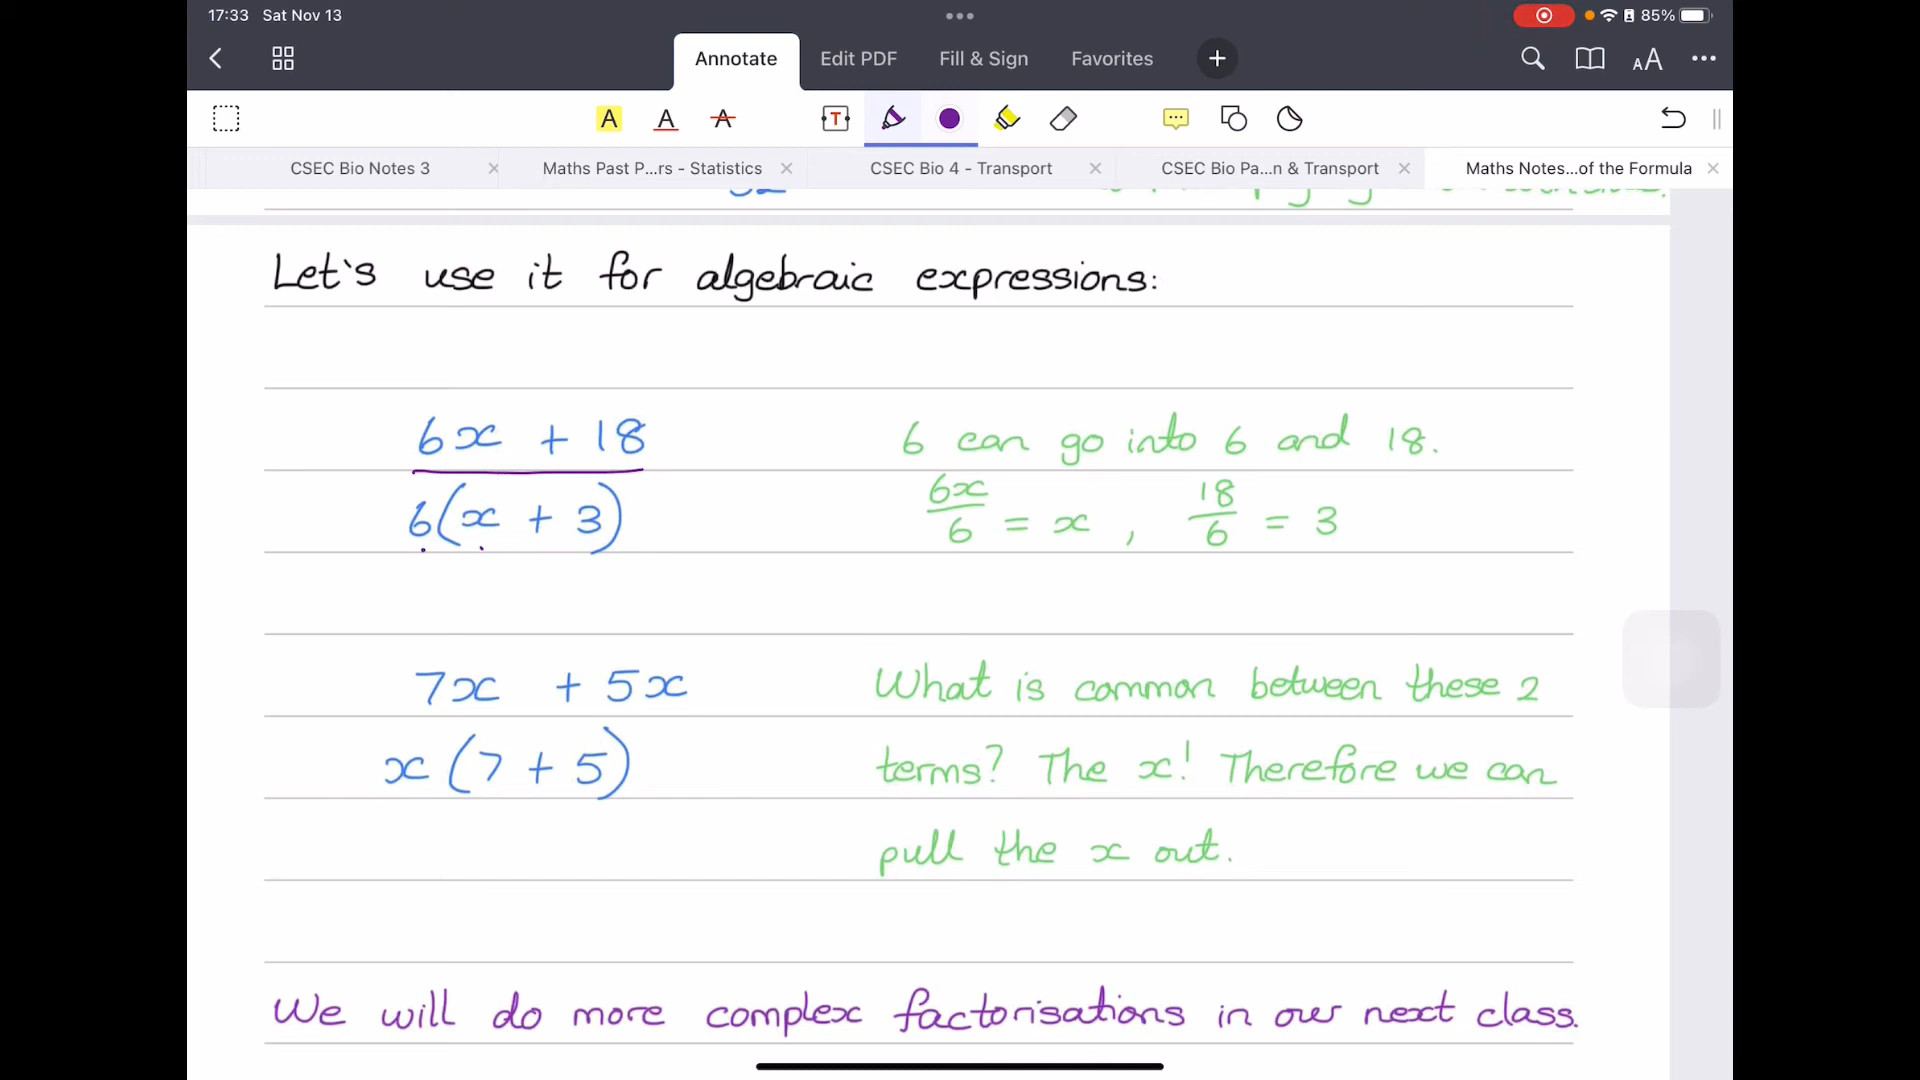 17:33 Sat Nov 13
85%
Annotate Edit PDF Fill & Sign Favorites
CSEC Bio Notes 3 Maths Past P...rs - Statistics CSEC Bio 4 - Transport CSEC Bio Pa...n & Transport Maths Notes...of the Formula
Let's use it for algebraic expressions:
6x + 18 6 can go into 6 and 18.
6(x + 3) 6x/6 = x , 18/6 = 3
7x + 5x What is common between these 2
x(7 + 5) terms? The x! Therefore we can
pull the x out.
We will do more complex factorisations in our next class.